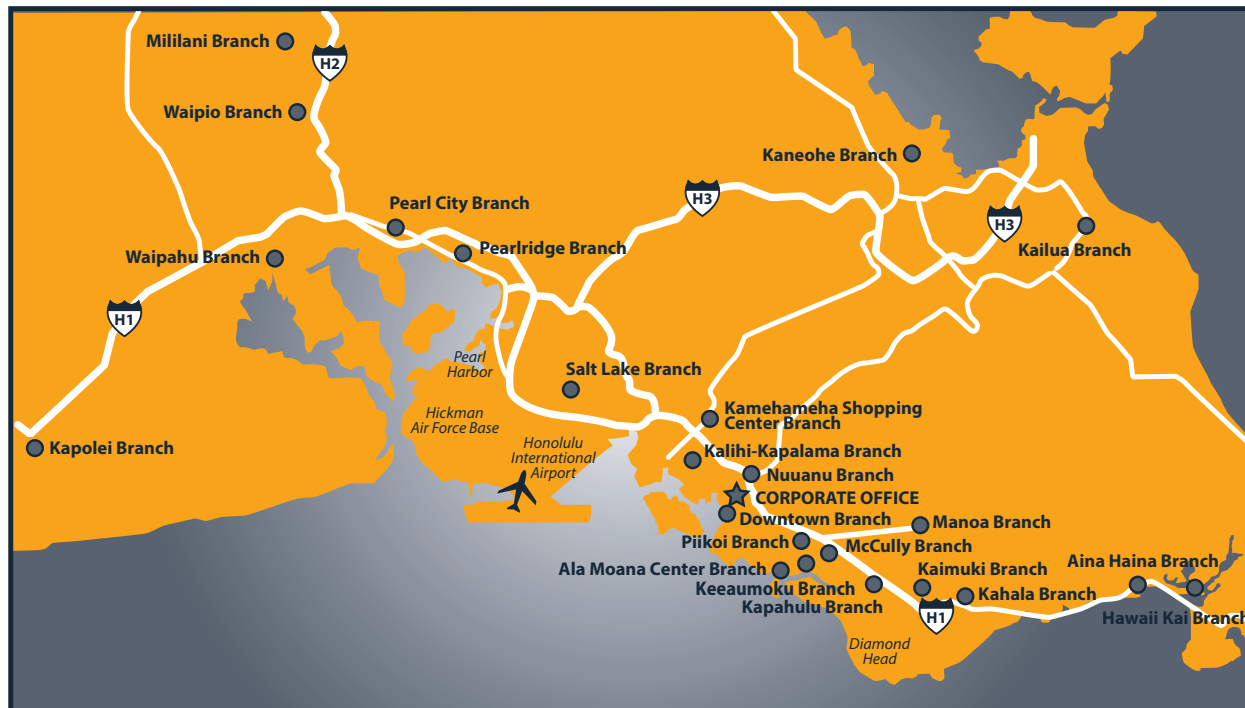 Mililani Branch
H2
Waipio Branch
Kaneohe Branch
H3
Pearl City Branch
H3
Pearlridge Branch
Kailua Branch
Waipahu Branch
H1
Pearl
Harbor
Salt Lake Branch
Hickman
Air Force Base
Kamehameha Shopping
Center Branch
Honolulu
International
Airport
Kapolei Branch
Kalihi-Kapalama Branch
Nuuanu Branch
CORPORATE OFFICE
Downtown Branch
Manoa Branch
Piikoi Branch
McCully Branch
Ala Moana Center Branch
Kaimuki Branch
Aina Haina Branch
Keeaumoku Branch
Kahala Branch
Kapahulu Branch
H1
Hawaii Kai Branch
Diamond
Head